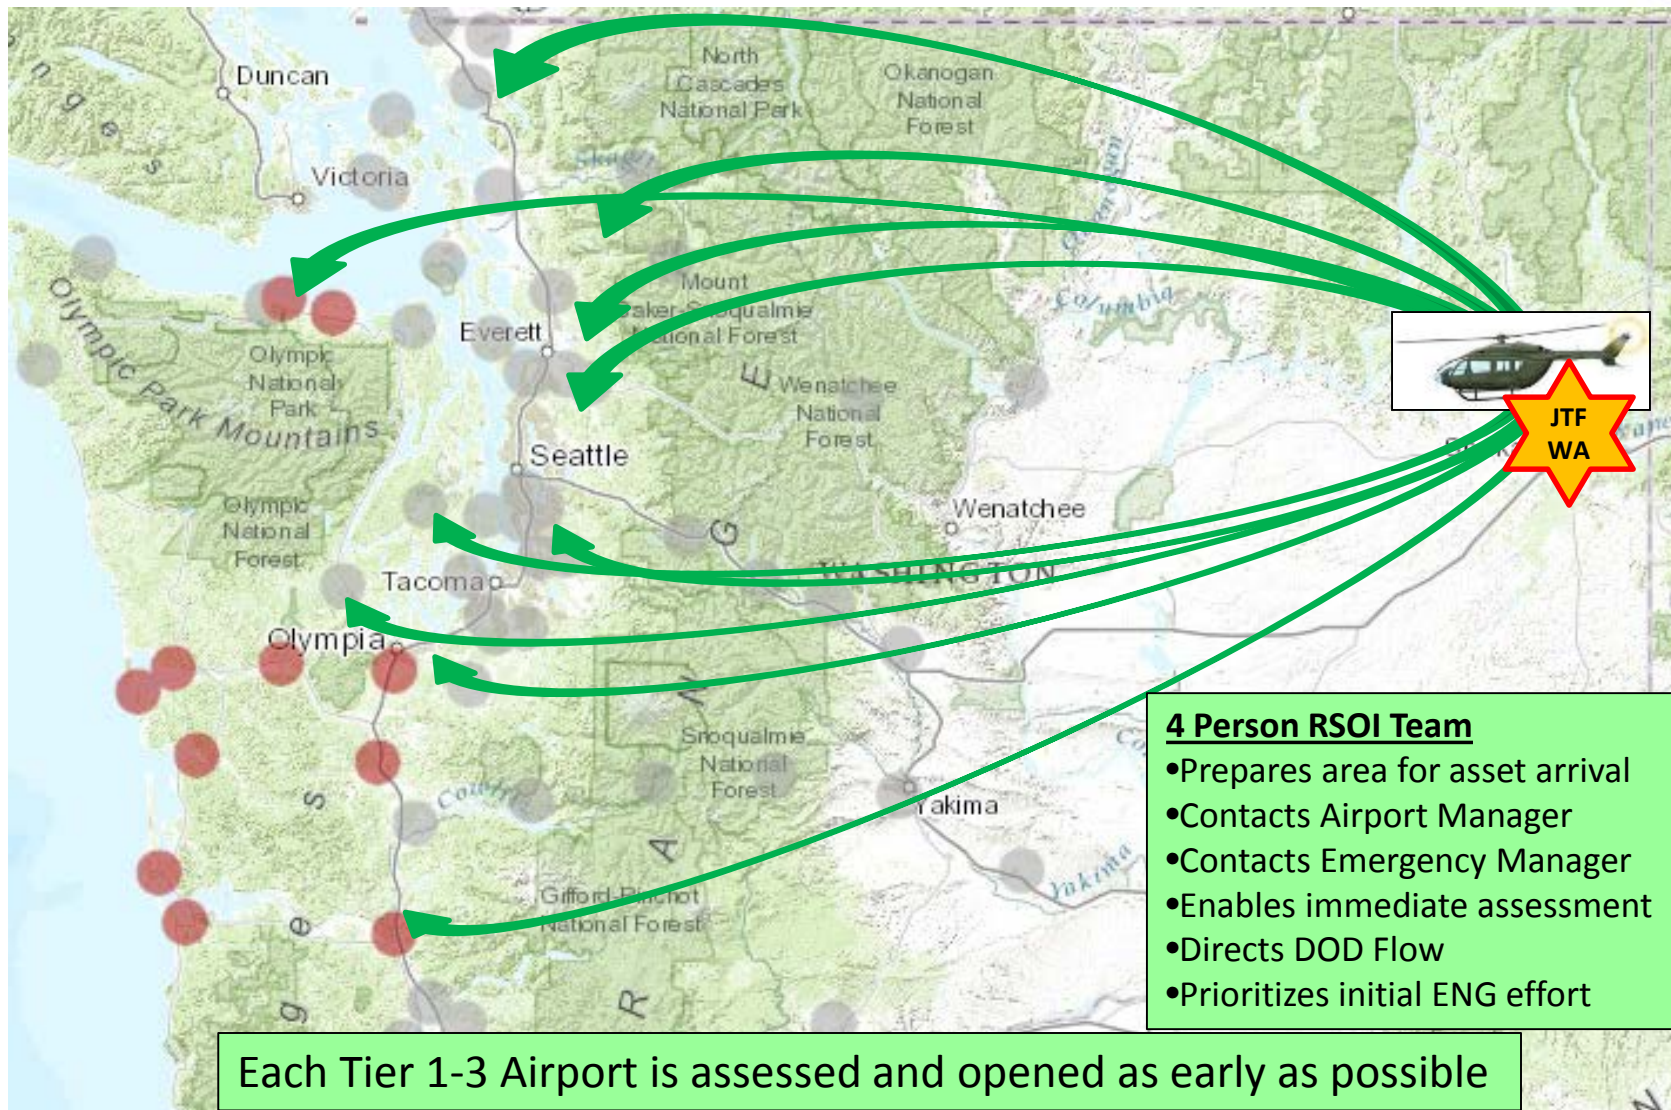 Duncan
North
Cascades
National Park
Okanogan
National
Forest
Skagit
Victoria
Okanogan
Mount
Baker-Snoqualmie
National Forest
Columbia
Everett
Olympic
National
Park
Olympic Park Mountains
Wenatchee
National
Forest
JTF
WA
Seattle
Olympic
National
Forest
Wenatchee
WASHINGTON
Tacoma
Olympia
Snoqualmie
National
Forest
Yakima
Yakima
Gifford-Pinchot
National Forest
4 Person RSOI Team
•Prepares area for asset arrival
•Contacts Airport Manager
•Contacts Emergency Manager
•Enables immediate assessment
•Directs DOD Flow
•Prioritizes initial ENG effort
Each Tier 1-3 Airport is assessed and opened as early as possible